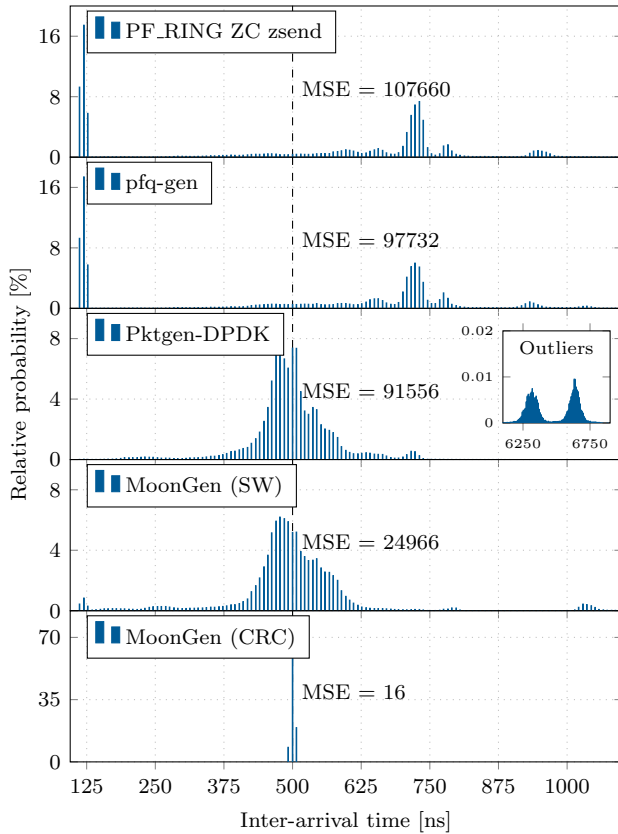 Relative probability [%]
16
8
0
PF_RING ZC zsend
MSE = 107660
16
8
0
pfq-gen
MSE = 97732
8
4
0
Pktgen-DPDK
MSE = 91556
0.02
0.01
0
Outliers
6250 6750
8
4
0
MoonGen (SW)
MSE = 24966
70
35
0
MoonGen (CRC)
MSE = 16
125 250 375 500 625 750 875 1000
Inter-arrival time [ns]